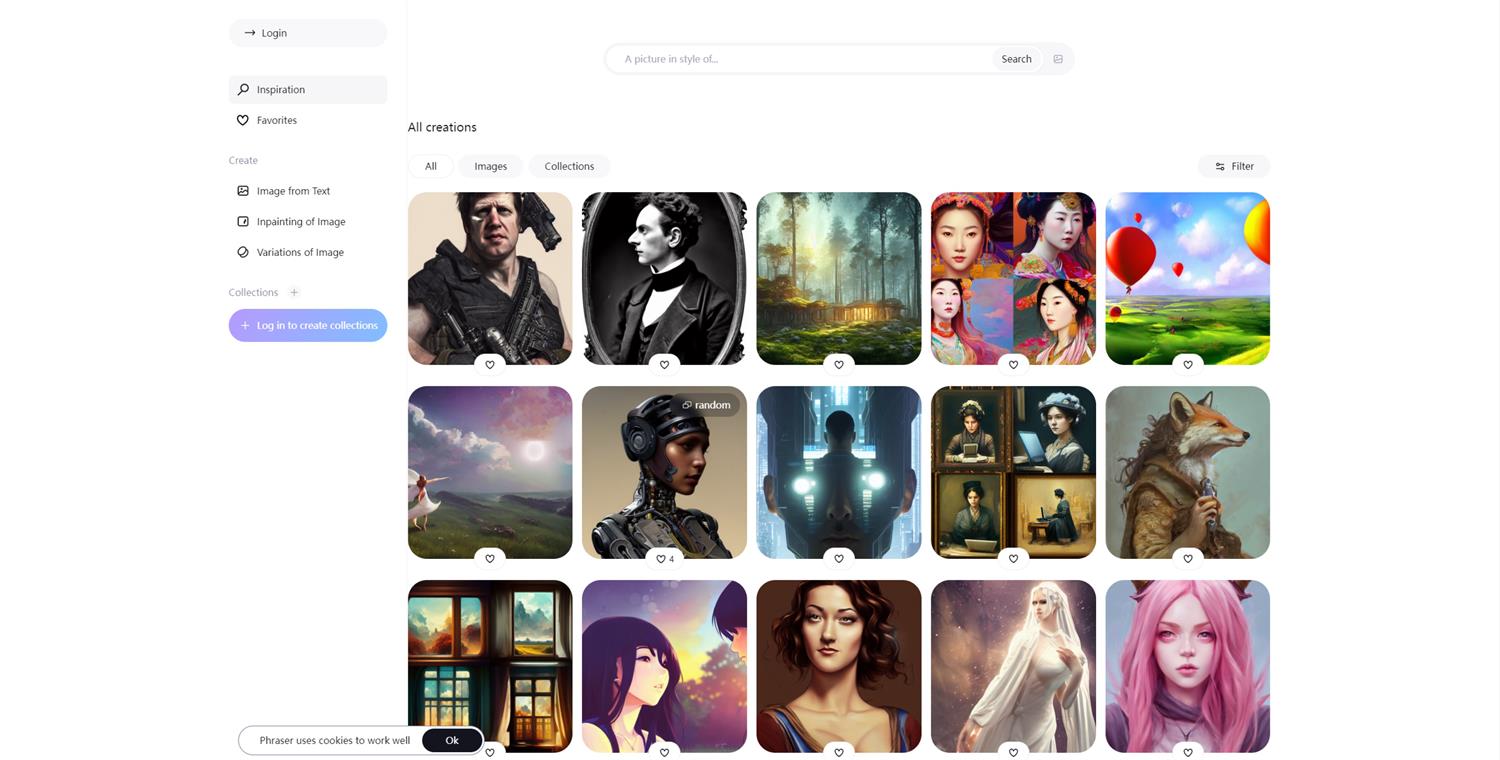 Login
Inspiration
Favorites
Create
Image from Text
Inpainting of Image
Variations of Image
Collections
Log in to create collections
A picture in style of...
Search
All creations
All
Images
Collections
Filter
random
4
Phraser uses cookies to work well
Ok